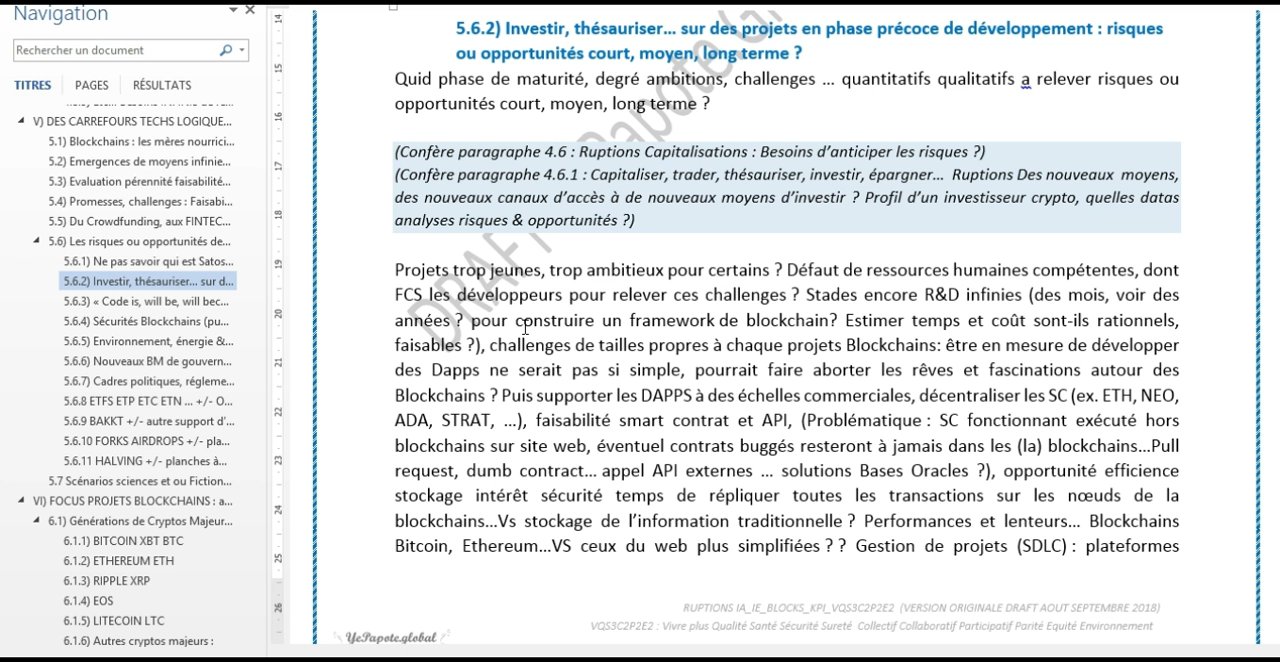 Navigation
Rechercher un document
TITRES PAGES RÉSULTATS
V) DES CARREFOURS TECHS LOGIQUE...
5.1) Blockchains : les mères nourrici...
5.2) Emergences de moyens infinie...
5.3) Evaluation pérennité faisabilité...
5.4) Promesses, challenges : Faisabi...
5.5) Du Crowdfunding, aux FINTEC...
5.6) Les risques ou opportunités de...
5.6.1) Ne pas savoir qui est Satos...
5.6.2) Investir, thésauriser... sur d...
5.6.3) « Code is, will be, will bec...
5.6.4) Sécurités Blockchains (pu...
5.6.5) Environnement, énergie &...
5.6.6) Nouveaux BM de gouvern...
5.6.7) Cadres politiques, régleme...
5.6.8 ETFS ETP ETC ETN ... +/- O...
5.6.9 BAKKT +/- autre support d'...
5.6.10 FORKS AIRDROPS +/- pla...
5.6.11 HALVING +/- planches à...
5.7 Scénarios sciences et ou Fiction...
VI) FOCUS PROJETS BLOCKCHAINS : a...
6.1) Générations de Cryptos Majeur...
6.1.1) BITCOIN XBT BTC
6.1.2) ETHEREUM ETH
6.1.3) RIPPLE XRP
6.1.4) EOS
6.1.5) LITECOIN LTC
6.1.6) Autres cryptos majeurs :
14
15
16
17
18
19
20
21
22
23
24
25
26
5.6.2) Investir, thésauriser... sur des projets en phase précoce de développement : risques
ou opportunités court, moyen, long terme ?
Quid phase de maturité, degré ambitions, challenges ... quantitatifs qualitatifs a relever risques ou
opportunités court, moyen, long terme ?
(Confère paragraphe 4.6 : Ruptions Capitalisations : Besoins d'anticiper les risques ?)
(Confère paragraphe 4.6.1 : Capitaliser, trader, thésauriser, investir, épargner... Ruptions Des nouveaux moyens,
des nouveaux canaux d'accès à de nouveaux moyens d'investir ? Profil d'un investisseur crypto, quelles datas
analyses risques & opportunités ?)
Projets trop jeunes, trop ambitieux pour certains ? Défaut de ressources humaines compétentes, dont
FCS les développeurs pour relever ces challenges ? Stades encore R&D infinies (des mois, voir des
années ? pour construire un framework de blockchain? Estimer temps et coût sont-ils rationnels,
faisables ?), challenges de tailles propres à chaque projets Blockchains: être en mesure de développer
des Dapps ne serait pas si simple, pourrait faire aborter les rêves et fascinations autour des
Blockchains ? Puis supporter les DAPPS à des échelles commerciales, décentraliser les SC (ex. ETH, NEO,
ADA, STRAT, ...), faisabilité smart contrat et API, (Problématique : SC fonctionnant exécuté hors
blockchains sur site web, éventuel contrats buggés resteront à jamais dans les (la) blockchains...Pull
request, dumb contract... appel API externes ... solutions Bases Oracles ?), opportunité efficience
stockage intérêt sécurité temps de répliquer toutes les transactions sur les nœuds de la
blockchains...Vs stockage de l'information traditionnelle ? Performances et lenteurs... Blockchains
Bitcoin, Ethereum...VS ceux du web plus simplifiées ? ? Gestion de projets (SDLC) : plateformes
RUPTIONS IA_IE_BLOCKS_KPI_VQS3C2P2E2 (VERSION ORIGINALE DRAFT AOUT SEPTEMBRE 2018)
VQS3C2P2E2 : Vivre plus Qualité Santé Sécurité Sureté Collectif Collaboratif Participatif Parité Equité Environnement
YePapote.global